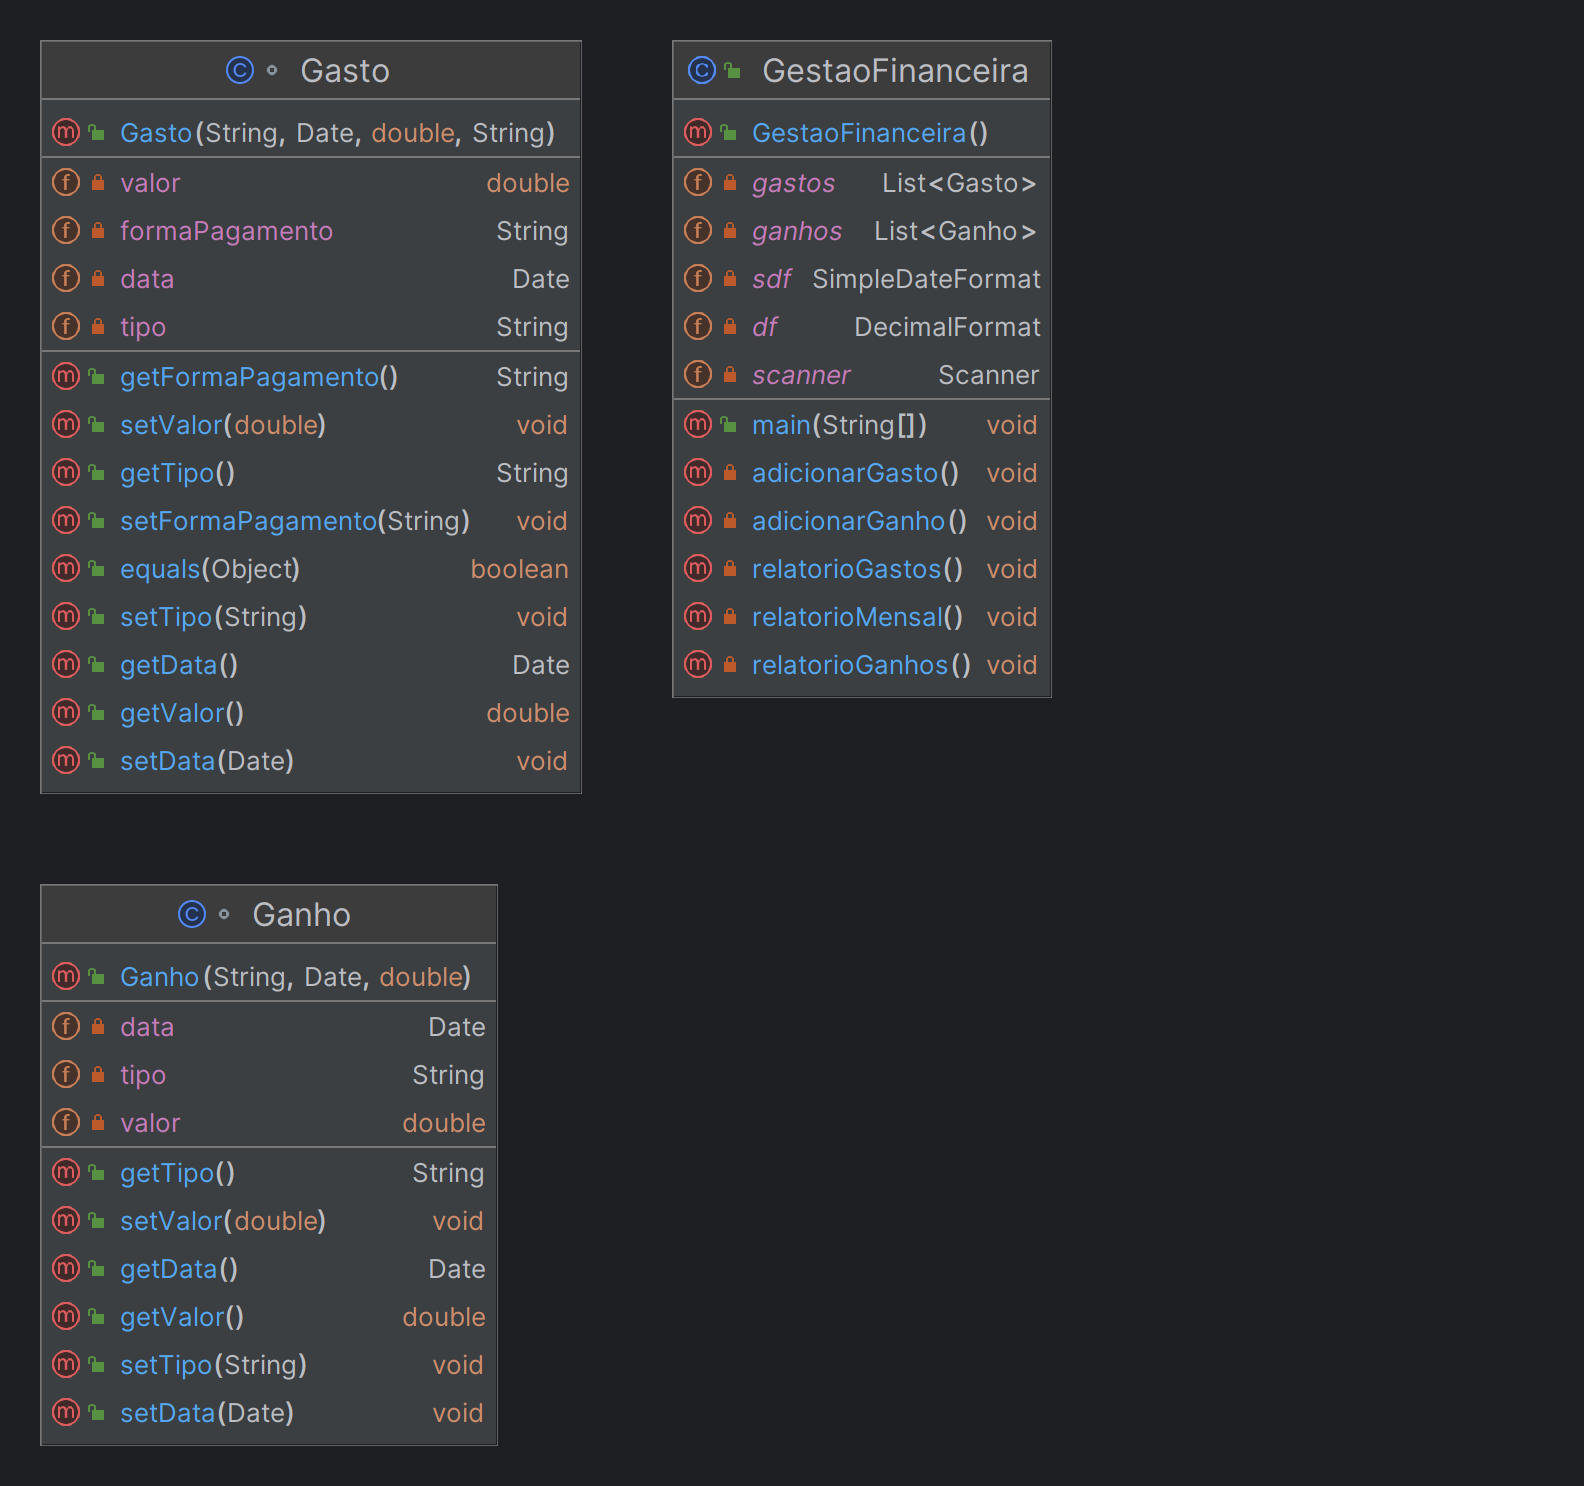 Gasto
Gasto(String, Date, double, String)
valor double
formaPagamento String
data Date
tipo String
getFormaPagamento() String
setValor(double) void
getTipo() String
setFormaPagamento(String) void
equals(Object) boolean
setTipo(String) void
getData() Date
getValor() double
setData(Date) void
GestaoFinanceira
GestaoFinanceira()
gastos List<Gasto>
ganhos List<Ganho>
sdf SimpleDateFormat
df DecimalFormat
scanner Scanner
main(String[]) void
adicionarGasto() void
adicionarGanho() void
relatorioGastos() void
relatorioMensal() void
relatorioGanhos() void
Ganho
Ganho(String, Date, double)
data Date
tipo String
valor double
getTipo() String
setValor(double) void
getData() Date
getValor() double
setTipo(String) void
setData(Date) void